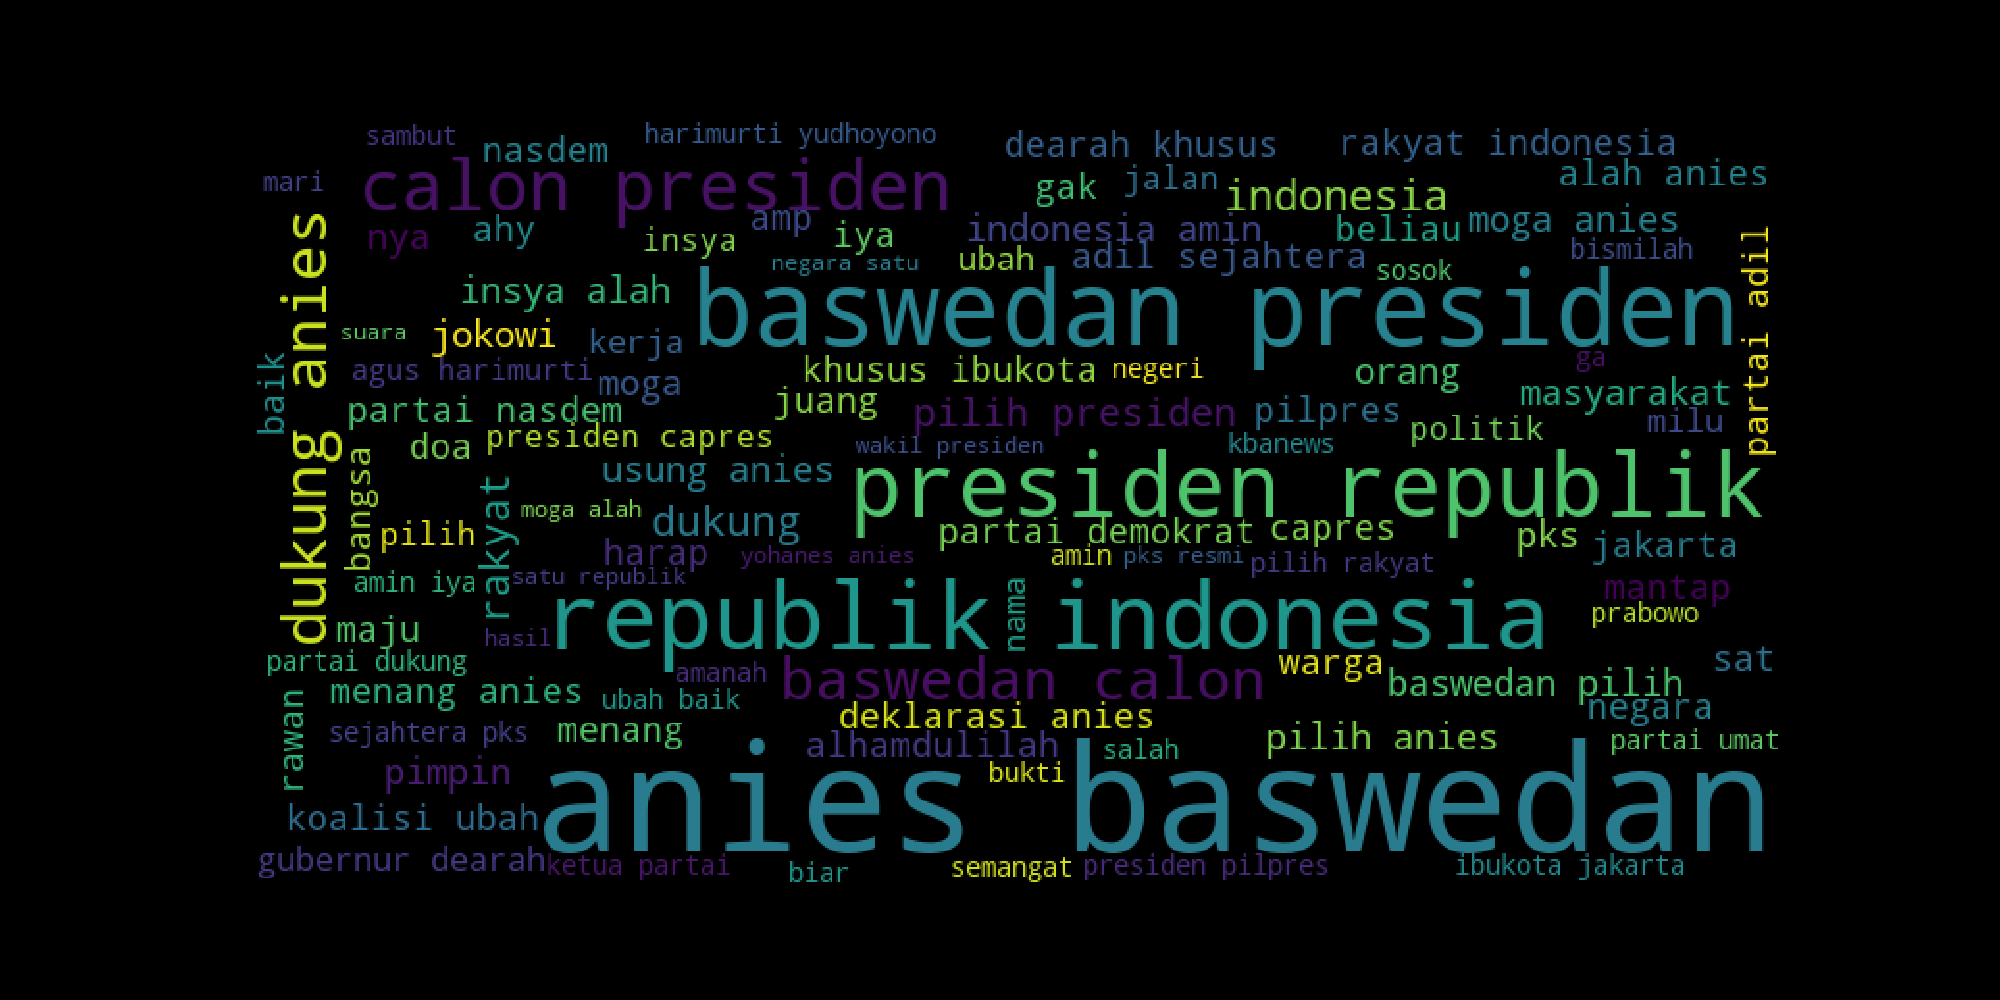 sambut
nasdem
harimurti yudhoyono
dearah khusus
rakyat indonesia
mari
calon presiden
gak
jalan
indonesia
alah anies
nya
ahy
insya
amp
iya
indonesia amin
beliau
moga anies
negara satu
ubah
adil sejahtera
sosok
bismilah
dukung anies
insya alah
baswedan presiden
partai adil
suara
jokowi
kerja
baik
agus harimurti
moga
khusus ibukota
negeri
orang
ga
masyarakat
partai nasdem
juang
pilih presiden
pilpres
milu
doa
presiden capres
wakil presiden
kbanews
politik
bangsa
usung anies
presiden republik
rakyat
moga alah
dukung
pilih
partai demokrat
capres
pks
jakarta
harap
yohanes anies
amin
pks resmi
pilih rakyat
amin iya
satu republik
mantap
maju
hasil
republik indonesia
nama
prabowo
partai dukung
amanah
baswedan calon
warga
sat
menang anies
ubah baik
baswedan pilih
rawan
deklarasi anies
negara
sejahtera pks
menang
alhamdulilah
salah
pilih anies
partai umat
pimpin
anies baswedan
bukti
koalisi ubah
gubernur dearah
ketua partai
biar
semangat
presiden pilpres
ibukota jakarta